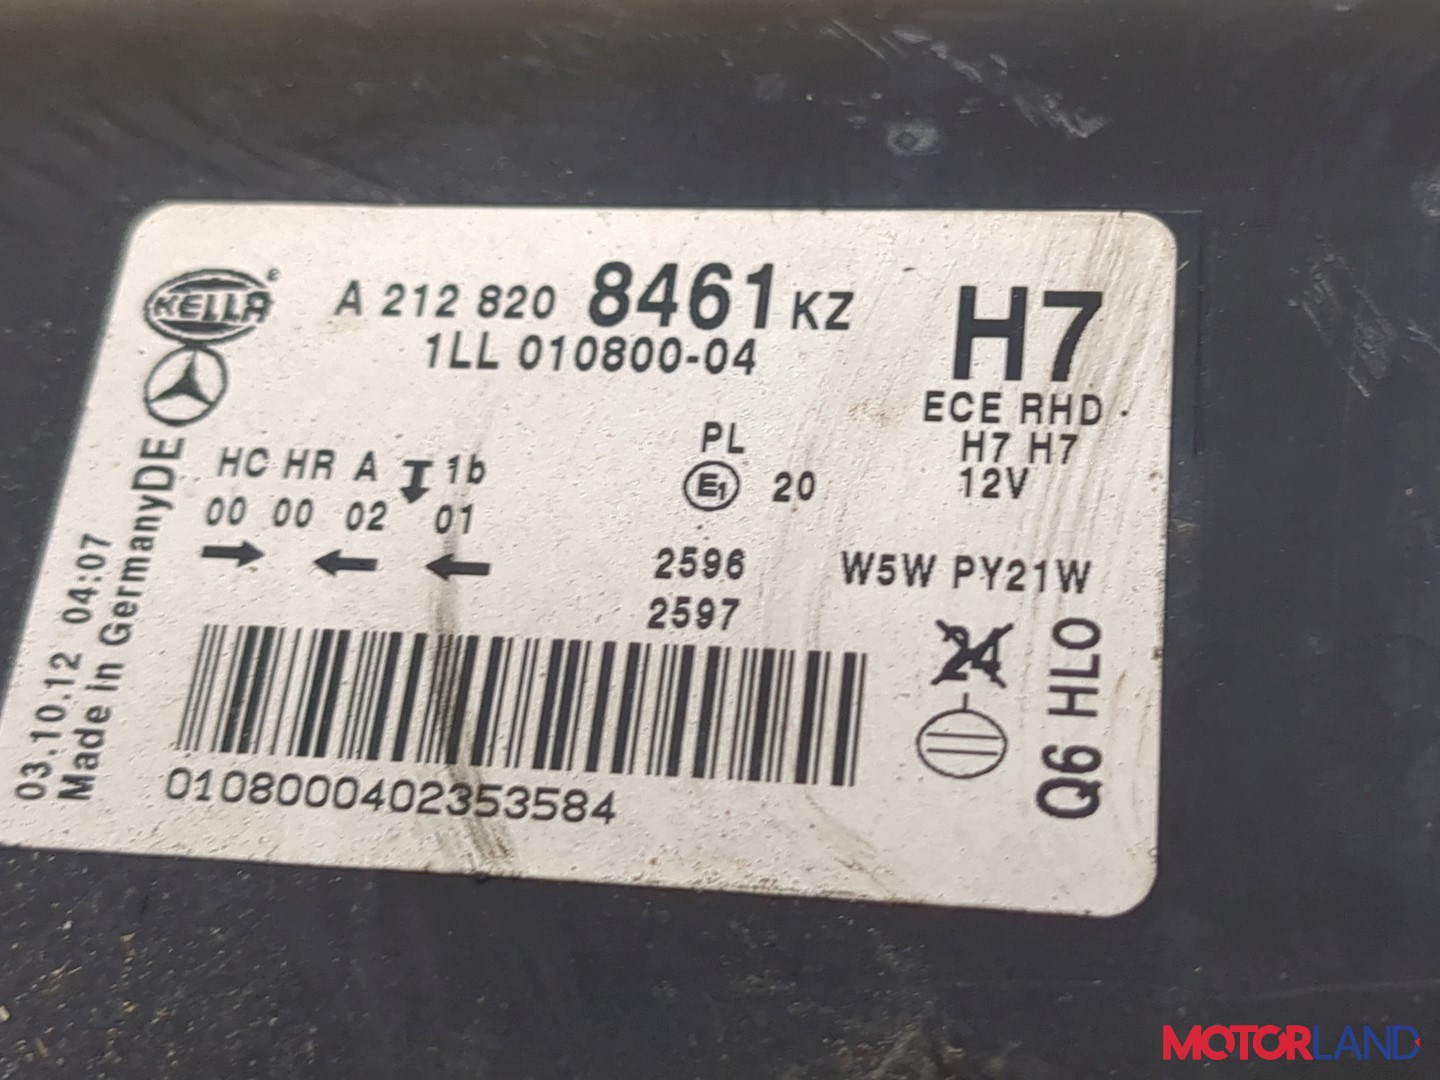 HELLA®
A 212 820 8461 KZ
1LL 010800-04
H7
ECE RHD
H7 H7
12V
HC HR A 1b
00 00 02 01
PL
E1 20
2596
2597
W5W PY21W
24
Q6 HLO
03.10.12 04:07
Made in Germany DE
0108000402353584
MOTORLAND